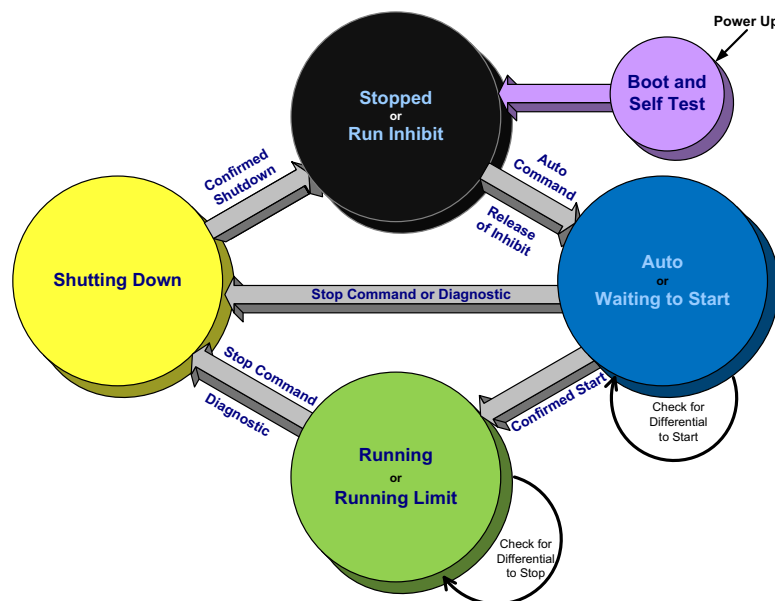 Power Up
Boot and
Self Test
Stopped
or
Run Inhibit
Auto
Command
Release
of Inhibit
Confirmed
Shutdown
Shutting Down
Stop Command or Diagnostic
Auto
or
Waiting to Start
Stop Command
Diagnostic
Confirmed Start
Check for
Differential
to Start
Running
or
Running Limit
Check for
Differential
to Stop